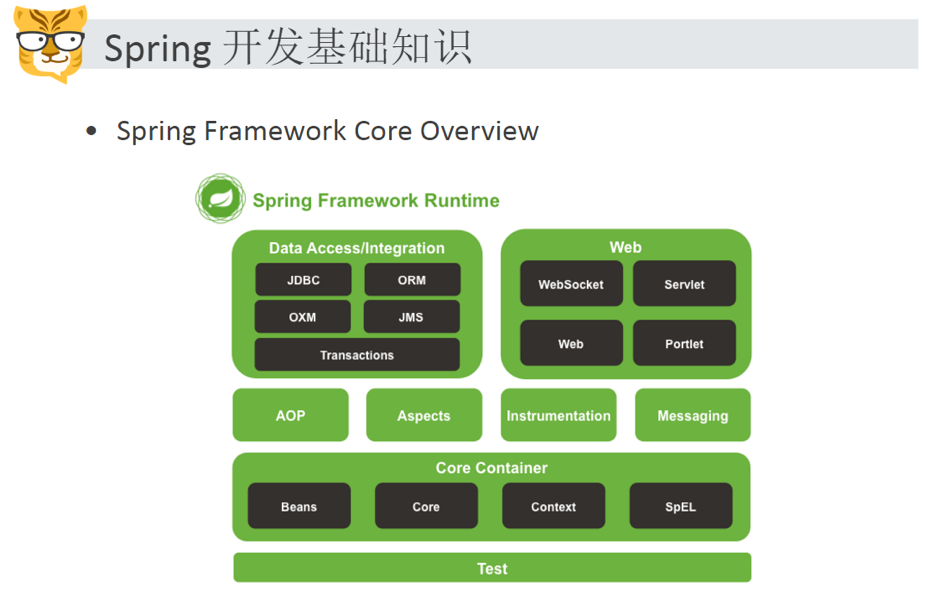 Spring 开发基础知识
• Spring Framework Core Overview
Spring Framework Runtime
Data Access/Integration
JDBC
ORM
OXM
JMS
Transactions
Web
WebSocket
Servlet
Web
Portlet
AOP
Aspects
Instrumentation
Messaging
Core Container
Beans
Core
Context
SpEL
Test